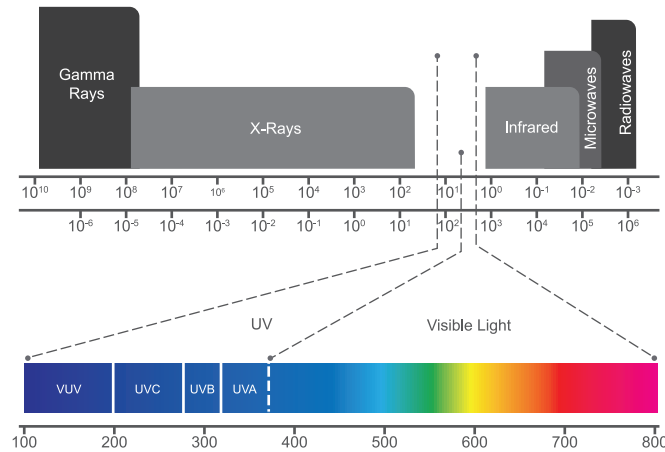 Gamma
Rays
X-Rays
Infrared
Microwaves
Radiowaves
10¹⁰ 10⁹ 10⁸ 10⁷ 10⁶ 10⁵ 10⁴ 10³ 10² 10¹ 10⁰ 10⁻¹ 10⁻² 10⁻³
10⁻⁶ 10⁻⁵ 10⁻⁴ 10⁻³ 10⁻² 10⁻¹ 10⁰ 10¹ 10² 10³ 10⁴ 10⁵ 10⁶
UV Visible Light
VUV UVC UVB UVA
100 200 300 400 500 600 700 800